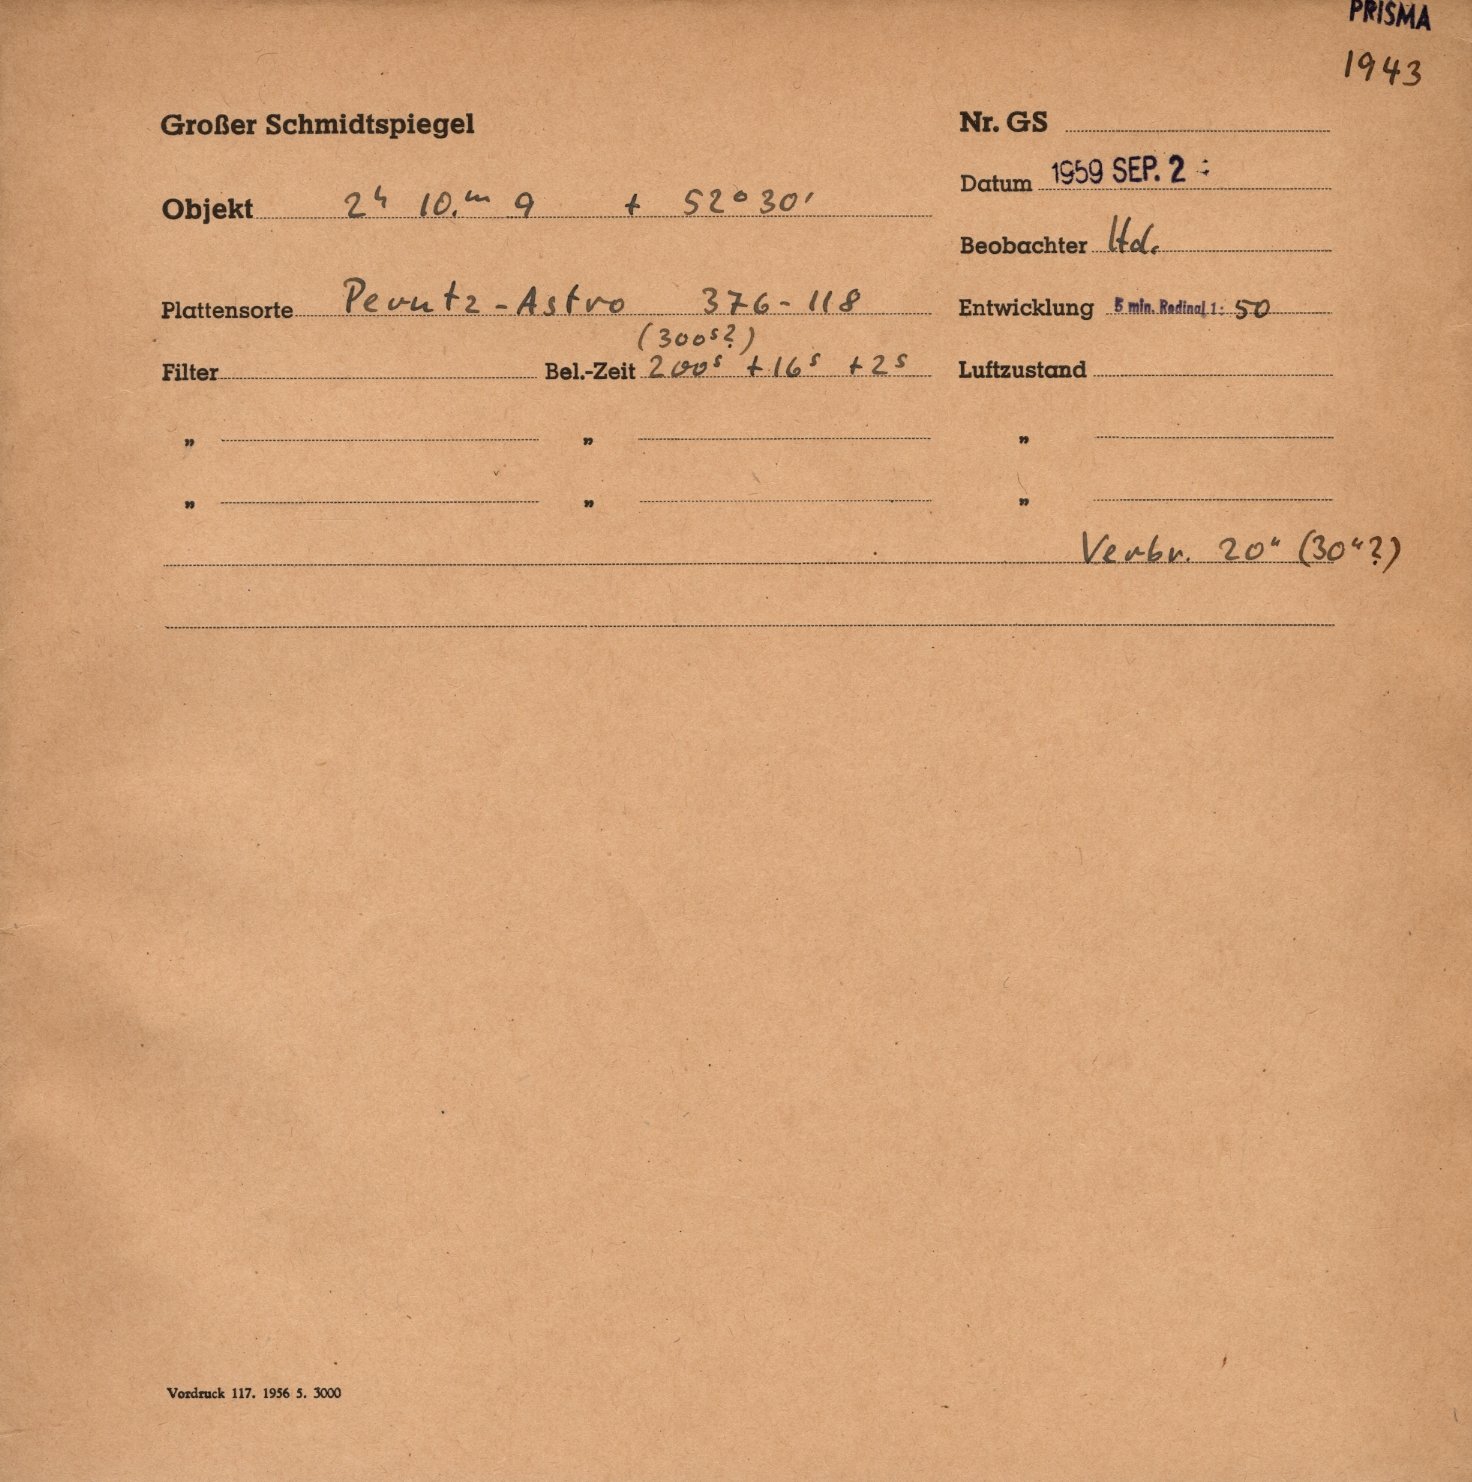 PRISMA
1943
Großer Schmidtspiegel
Nr. GS
Datum 1959 SEP. 2
Objekt 2h 10.m 9 + 52° 30'
Beobachter Htd.
Plattensorte Perutz-Astro 376-118
Entwicklung 5 min. Rodinal 1: 50
(300s?)
Filter Bel.-Zeit 200s + 16s + 2s Luftzustand
" " "
" " "
Verbr. 20" (30"?)
Vordruck 117. 1956 5. 3000